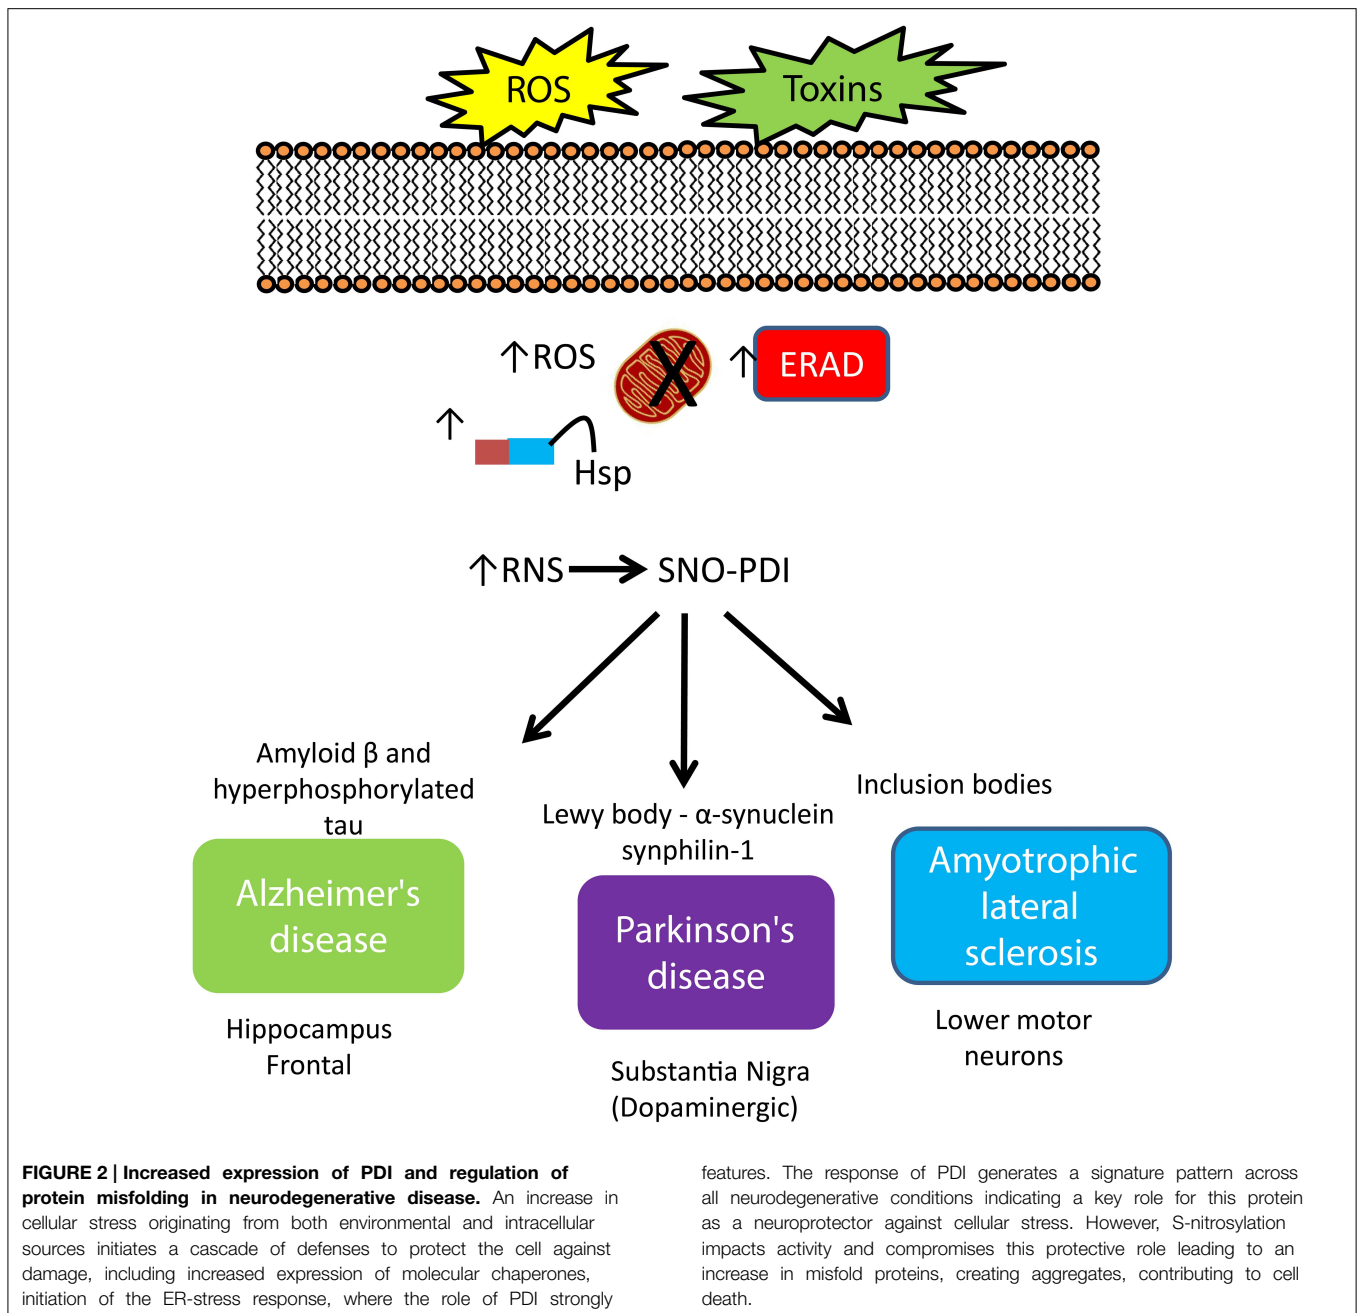 ROS
Toxins
↑ROS
X
↑
ERAD
↑
Hsp
↑RNS
SNO-PDI
Amyloid β and
hyperphosphorylated
tau
Alzheimer's
disease
Hippocampus
Frontal
Lewy body - α-synuclein
synphilin-1
Parkinson's
disease
Substantia Nigra
(Dopaminergic)
Inclusion bodies
Amyotrophic
lateral
sclerosis
Lower motor
neurons
FIGURE 2 | Increased expression of PDI and regulation of
protein misfolding in neurodegenerative disease. An increase in
cellular stress originating from both environmental and intracellular
sources initiates a cascade of defenses to protect the cell against
damage, including increased expression of molecular chaperones,
initiation of the ER-stress response, where the role of PDI strongly
features. The response of PDI generates a signature pattern across
all neurodegenerative conditions indicating a key role for this protein
as a neuroprotector against cellular stress. However, S-nitrosylation
impacts activity and compromises this protective role leading to an
increase in misfold proteins, creating aggregates, contributing to cell
death.